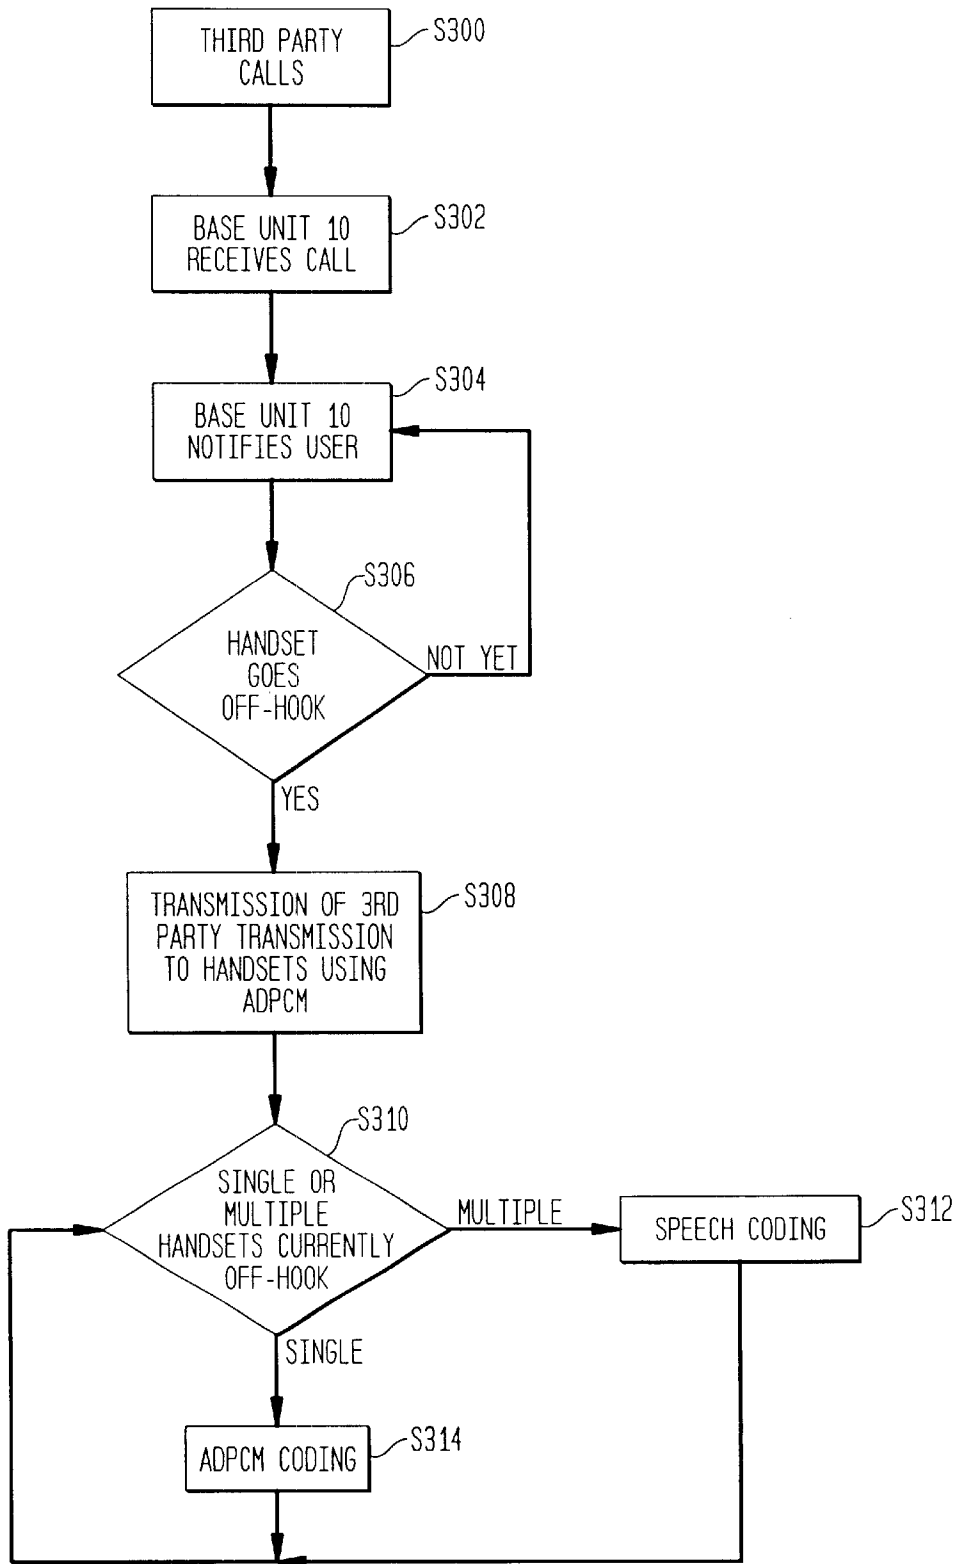 THIRD PARTY
CALLS
S300
BASE UNIT 10
RECEIVES CALL
S302
BASE UNIT 10
NOTIFIES USER
S304
HANDSET
GOES
OFF-HOOK
S306
NOT YET
YES
TRANSMISSION OF 3RD
PARTY TRANSMISSION
TO HANDSETS USING
ADPCM
S308
SINGLE OR
MULTIPLE
HANDSETS CURRENTLY
OFF-HOOK
S310
MULTIPLE
SPEECH CODING
S312
SINGLE
ADPCM CODING
S314